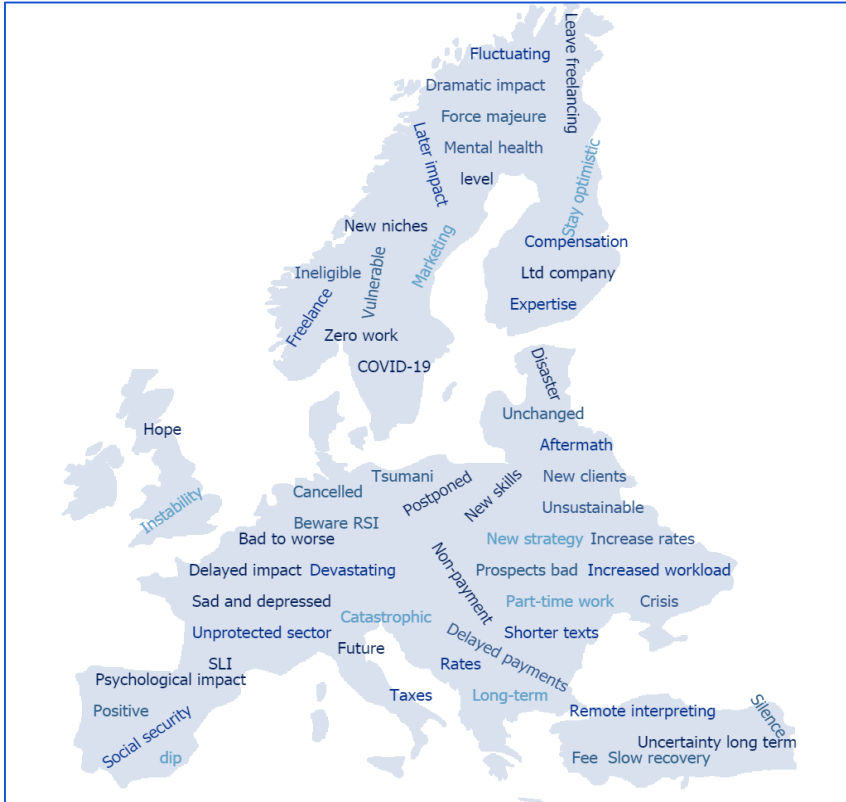 Fluctuating
Leave freelancing
Dramatic impact
Force majeure
Later impact
Mental health
level
Stay optimistic
New niches
Marketing
Compensation
Ineligible
Vulnerable
Ltd company
Freelance
Expertise
Zero work
COVID-19
Disaster
Unchanged
Hope
Aftermath
Tsumani
Postponed
New skills
New clients
Cancelled
Instability
Unsustainable
Beware RSI
Bad to worse
New strategy
Increase rates
Non-payment
Delayed impact
Devastating
Prospects bad
Increased workload
Sad and depressed
Catastrophic
Part-time work
Crisis
Unprotected sector
Future
Delayed payments
Shorter texts
SLI
Rates
Psychological impact
Taxes
Long-term
Positive
Social security
Remote interpreting
Silence
Uncertainty long term
dip
Fee
Slow recovery